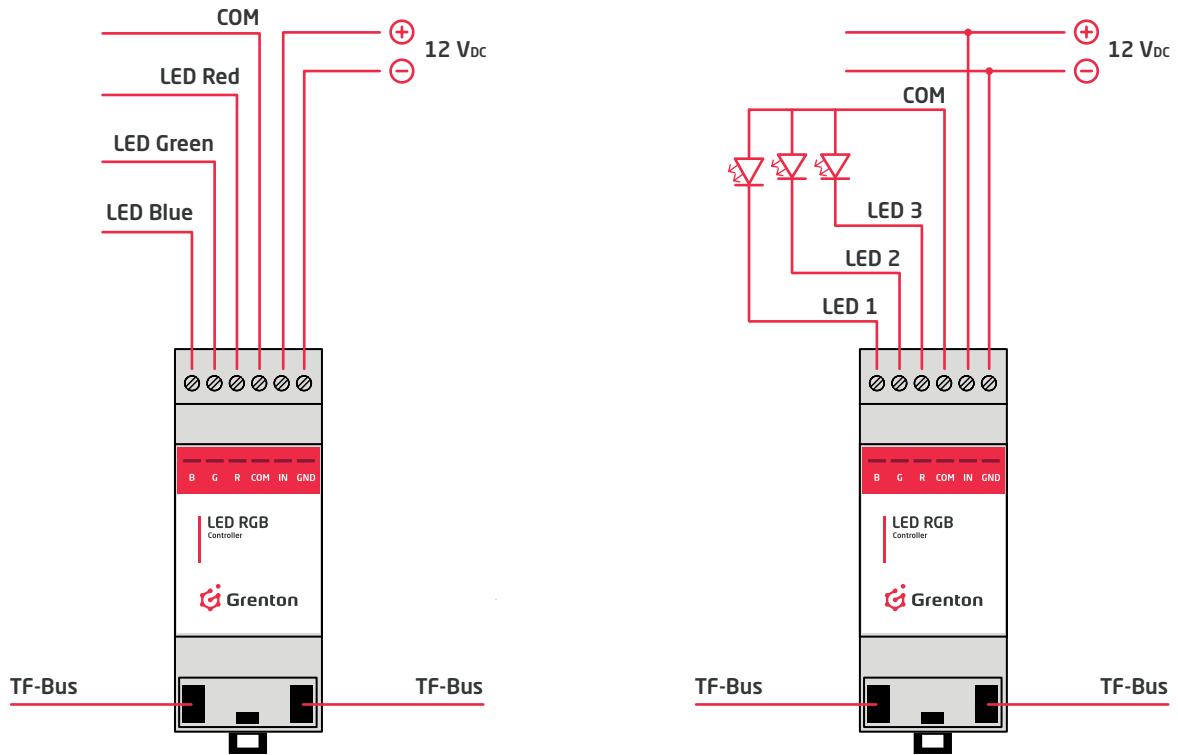 COM
12 VDC
LED Red
LED Green
LED Blue
B G R COM IN GND
LED RGB
Controller
Grenton
TF-Bus
TF-Bus
12 VDC
COM
LED 3
LED 2
LED 1
B G R COM IN GND
LED RGB
Controller
Grenton
TF-Bus
TF-Bus